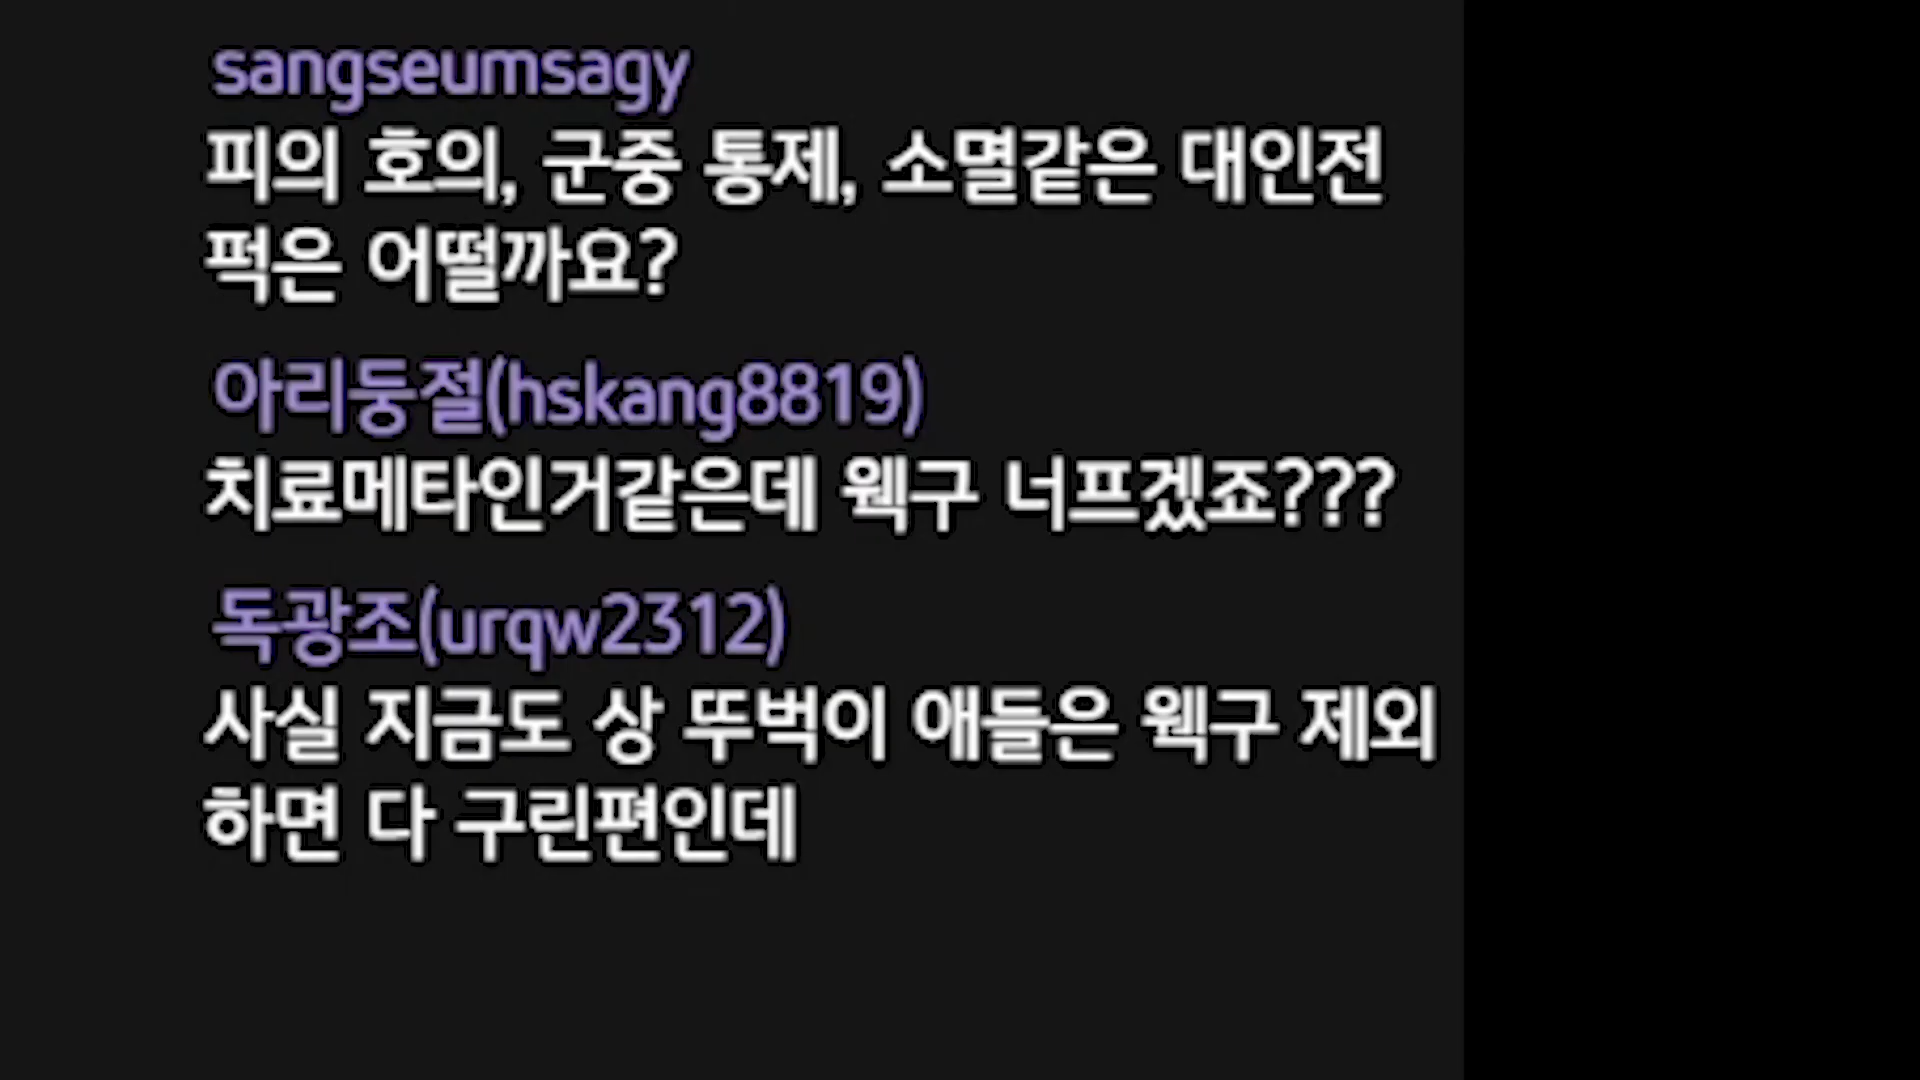 sangseumsagy
피의 호의, 군중 통제, 소멸같은 대인전
퍽은 어떨까요?
아리둥절(hskang8819)
치료메타인거같은데 웩구 너프겠죠???
독광조(urqw2312)
사실 지금도 상 뚜벅이 애들은 웩구 제외
하면 다 구린편인데